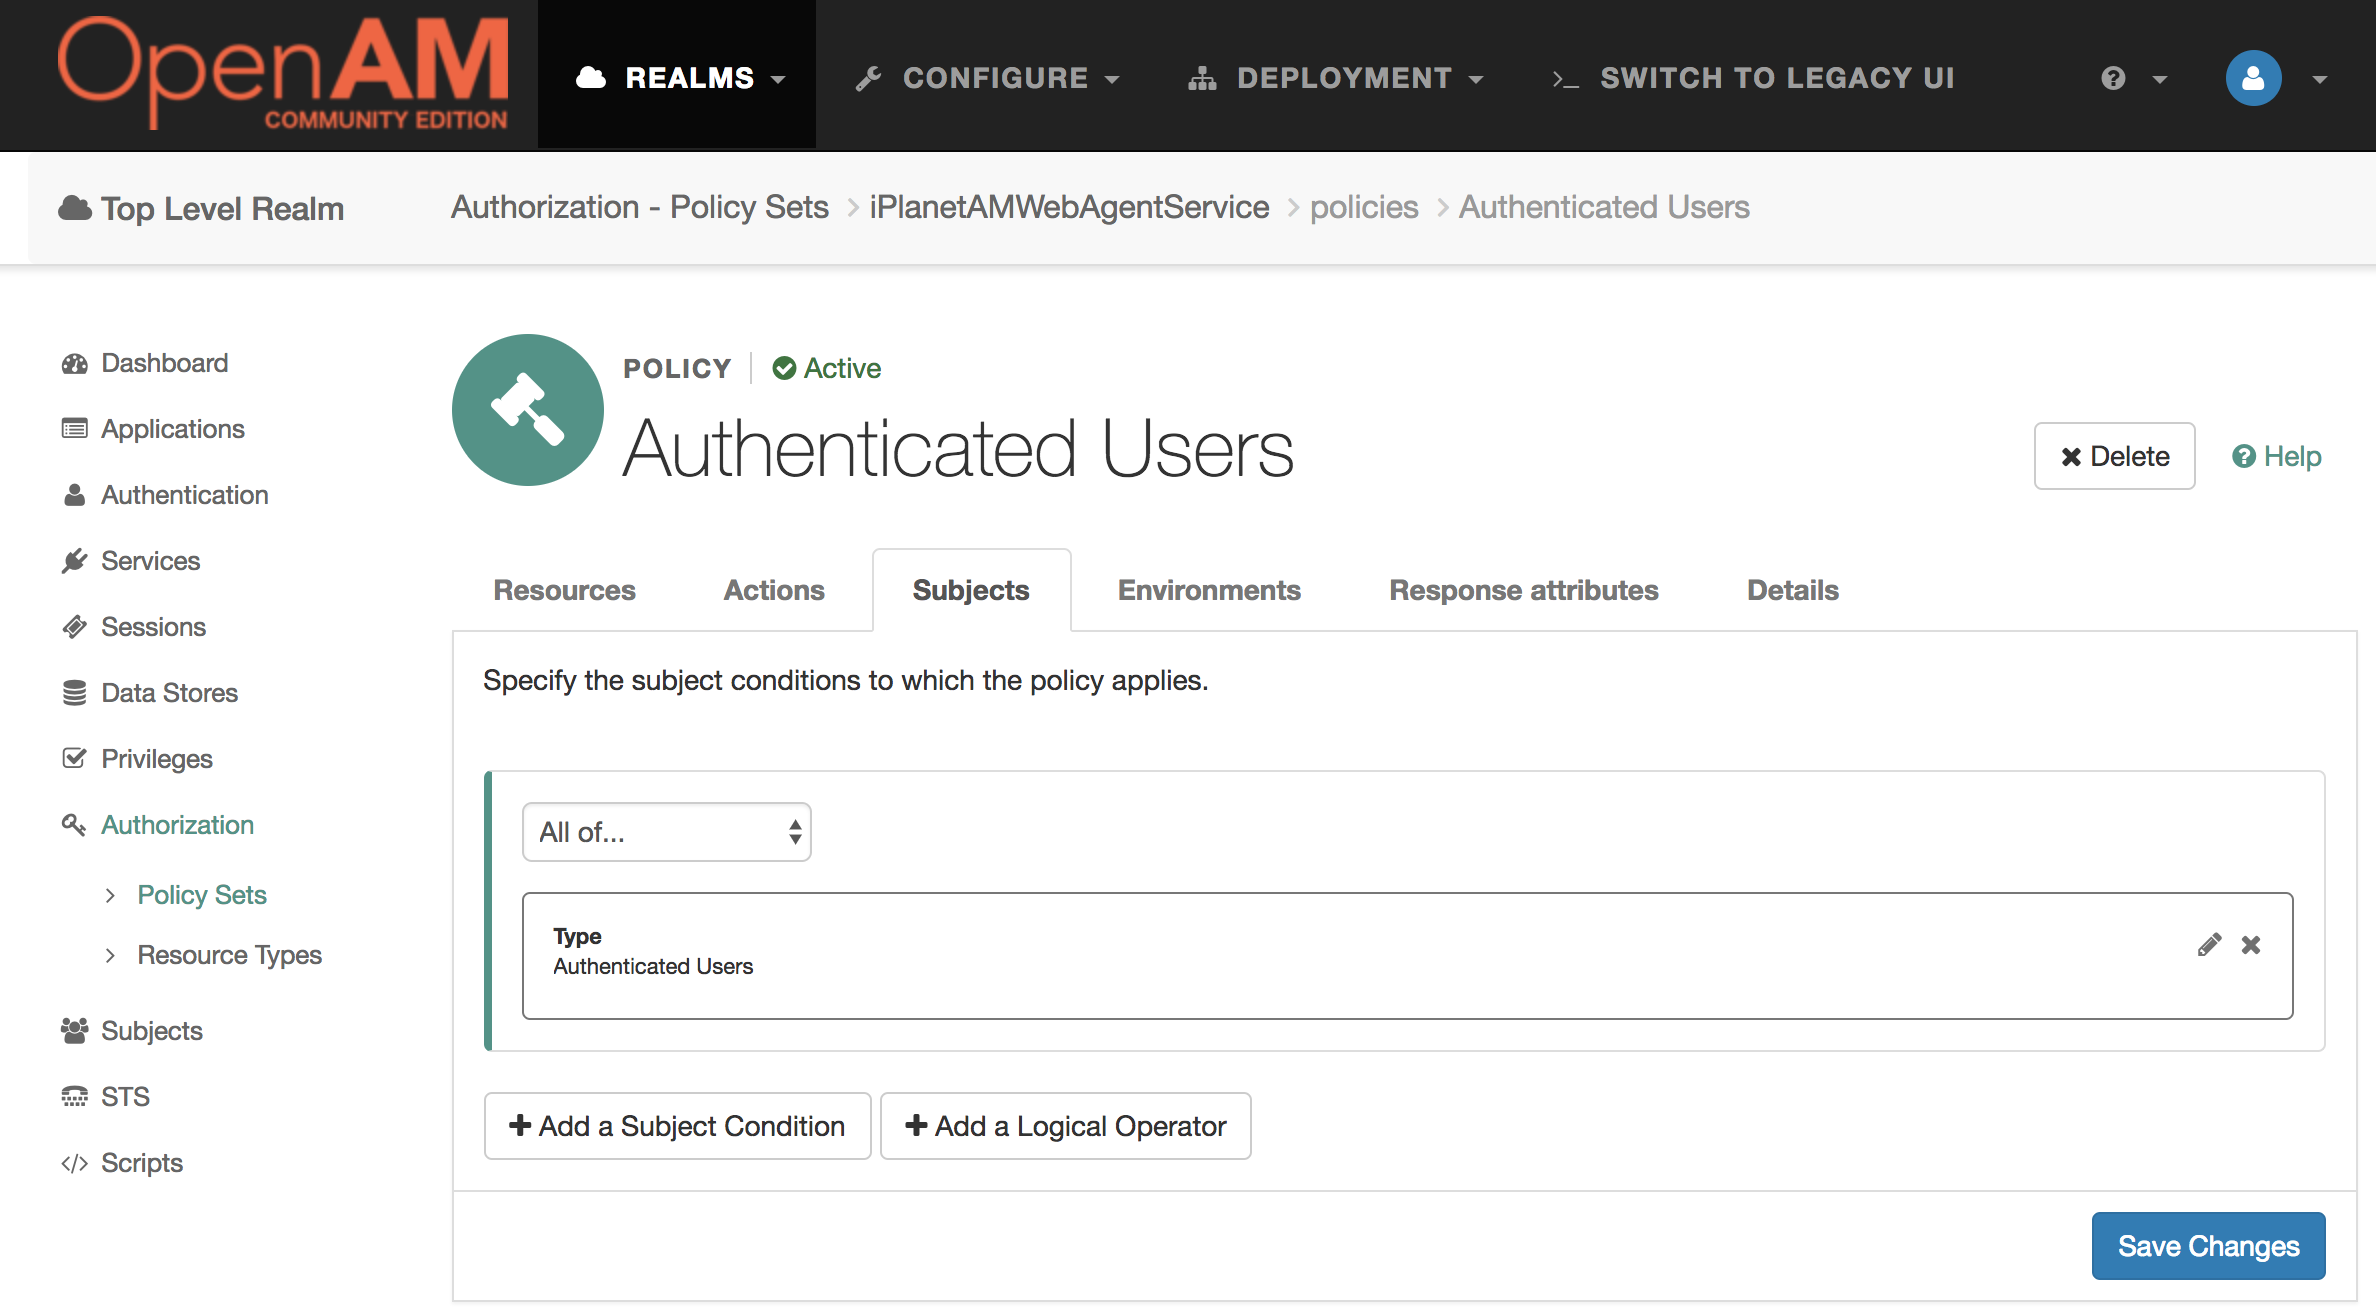 OpenAM
COMMUNITY EDITION
REALMS
CONFIGURE
DEPLOYMENT
SWITCH TO LEGACY UI
Top Level Realm
Authorization - Policy Sets
iPlanetAMWebAgentService
policies
Authenticated Users
Dashboard
Applications
Authentication
Services
Sessions
Data Stores
Privileges
Authorization
Policy Sets
Resource Types
Subjects
STS
Scripts
POLICY
Active
Authenticated Users
Delete
Help
Resources
Actions
Subjects
Environments
Response attributes
Details
Specify the subject conditions to which the policy applies.
All of...
Type
Authenticated Users
Add a Subject Condition
Add a Logical Operator
Save Changes